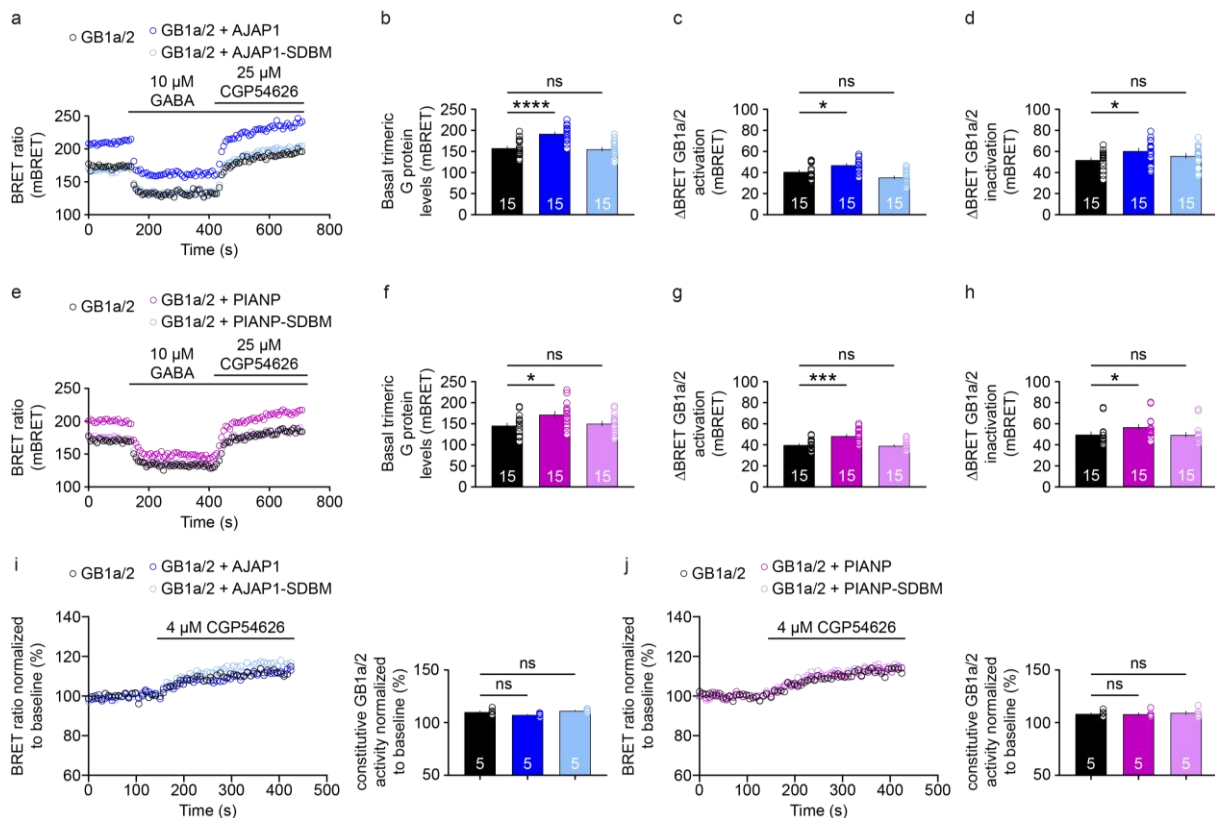 a
GB1a/2
GB1a/2 + AJAP1
GB1a/2 + AJAP1-SDBM
10 µM
GABA
25 µM
CGP54626
BRET ratio
(mBRET)
250
200
150
100
0 200 400 600 800
Time (s)
b
ns
****
Basal trimeric
G protein
levels (mBRET)
250
200
150
100
50
0
15 15 15
c
ns
*
ΔBRET GB1a/2
activation
(mBRET)
100
80
60
40
20
0
15 15 15
d
ns
*
ΔBRET GB1a/2
inactivation
(mBRET)
100
80
60
40
20
0
15 15 15
e
GB1a/2
GB1a/2 + PIANP
GB1a/2 + PIANP-SDBM
10 µM
GABA
25 µM
CGP54626
BRET ratio
(mBRET)
250
200
150
100
0 200 400 600 800
Time (s)
f
ns
*
Basal trimeric
G protein
levels (mBRET)
250
200
150
100
50
0
15 15 15
g
ns
***
ΔBRET GB1a/2
activation
(mBRET)
100
80
60
40
20
0
15 15 15
h
ns
*
ΔBRET GB1a/2
inactivation
(mBRET)
100
80
60
40
20
0
15 15 15
i
GB1a/2
GB1a/2 + AJAP1
GB1a/2 + AJAP1-SDBM
4 µM CGP54626
BRET ratio normalized
to baseline (%)
140
120
100
80
60
0 100 200 300 400 500
Time (s)
ns
ns
constitutive GB1a/2
activity normalized
to baseline (%)
150
100
50
5 5 5
j
GB1a/2
GB1a/2 + PIANP
GB1a/2 + PIANP-SDBM
4 µM CGP54626
BRET ratio normalized
to baseline (%)
140
120
100
80
60
0 100 200 300 400 500
Time (s)
ns
ns
constitutive GB1a/2
activity normalized
to baseline (%)
150
100
50
5 5 5